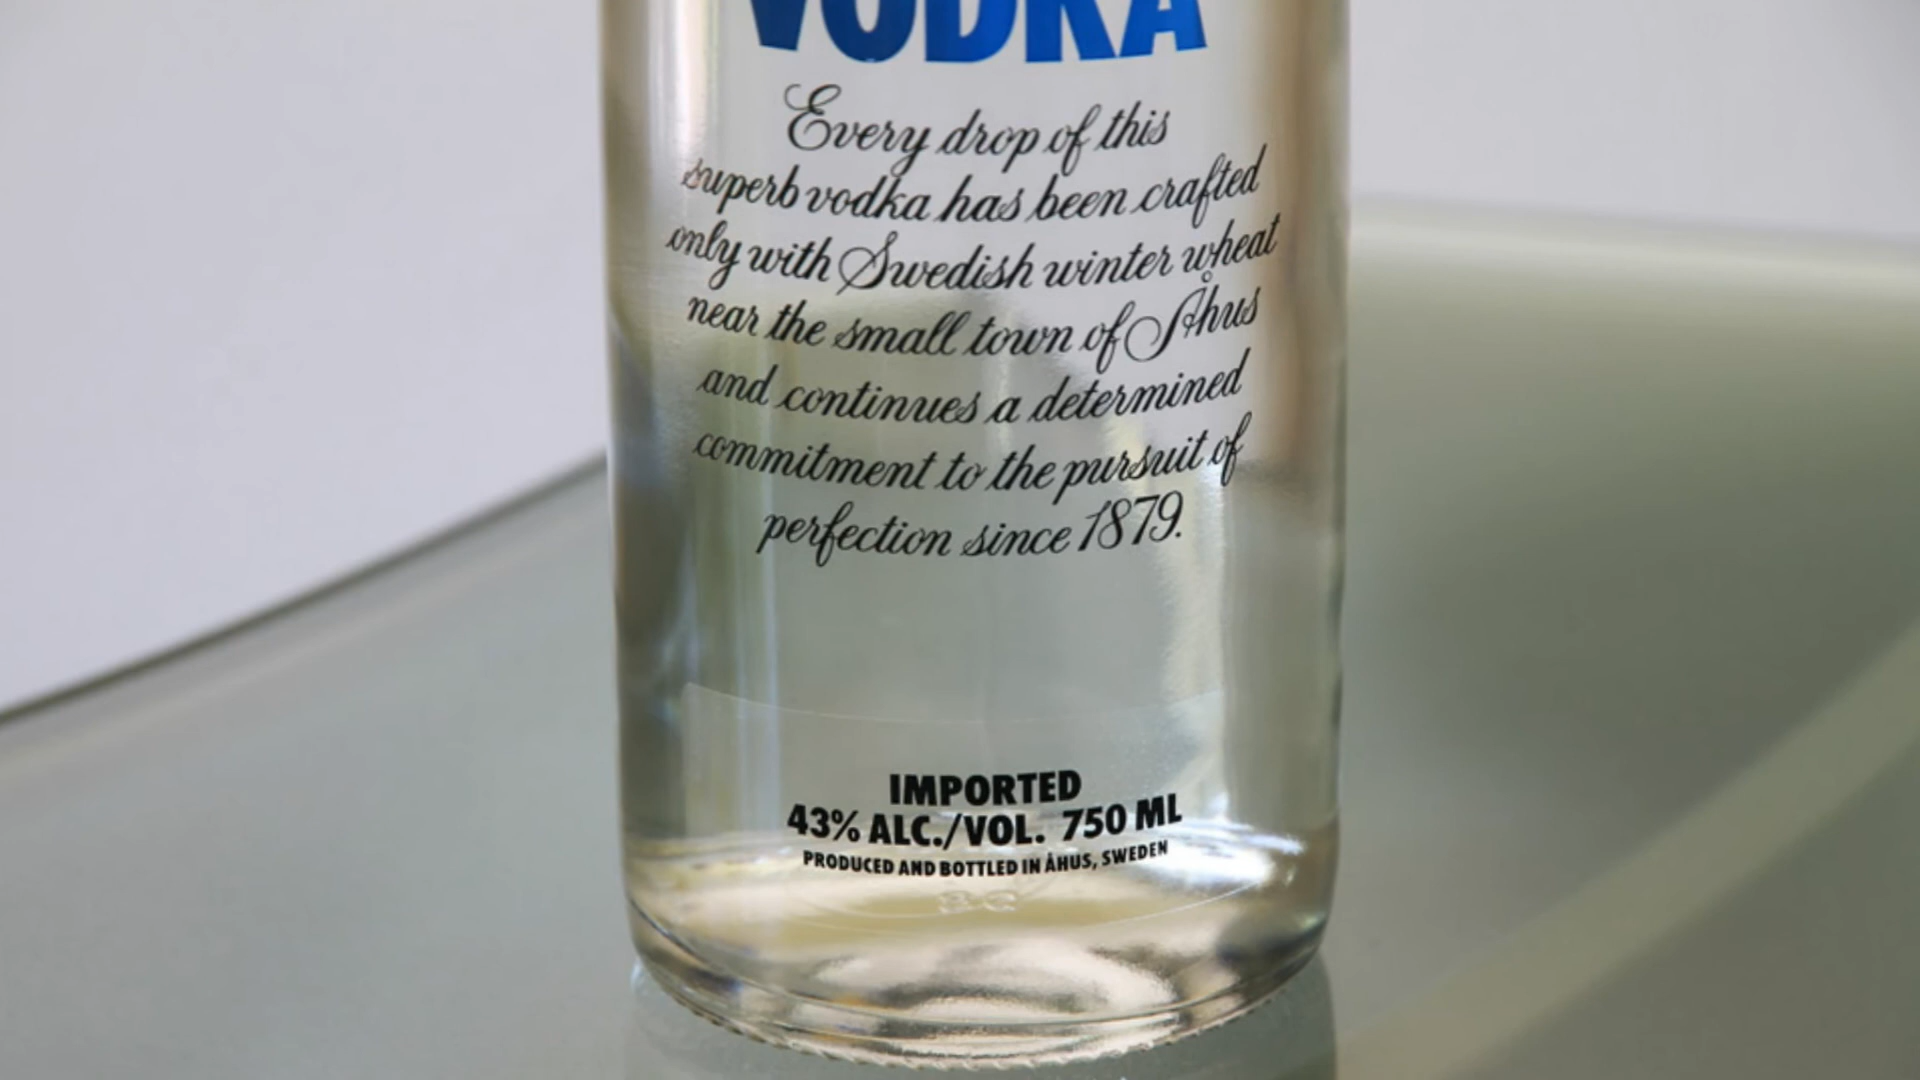 VODKA
Every drop of this
superb vodka has been crafted
only with Swedish winter wheat
near the small town of Åhus
and continues a determined
commitment to the pursuit of
perfection since 1879.
IMPORTED
43% ALC./VOL. 750 ML
PRODUCED AND BOTTLED IN ÅHUS, SWEDEN